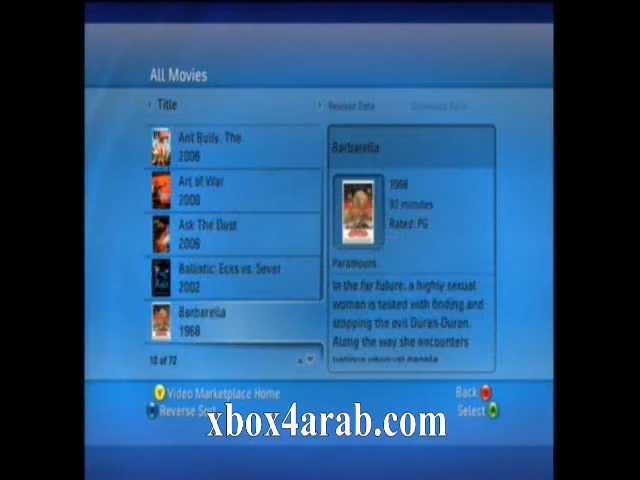 All Movies
Title
Release Date
Ant Bully, The
2006
Art of War
2000
Ask The Dust
2006
Ballistic: Ecks vs. Sever
2002
Barbarella
1968
Barbarella
1968
Rated: PG
Paramount
In the far future, a highly sexual
woman is tasked with finding and
stopping the evil Duran-Duran.
Along the way she encounters
of 72
Video Marketplace Home
Reverse Sort
Back
Select
xbox4arab.com